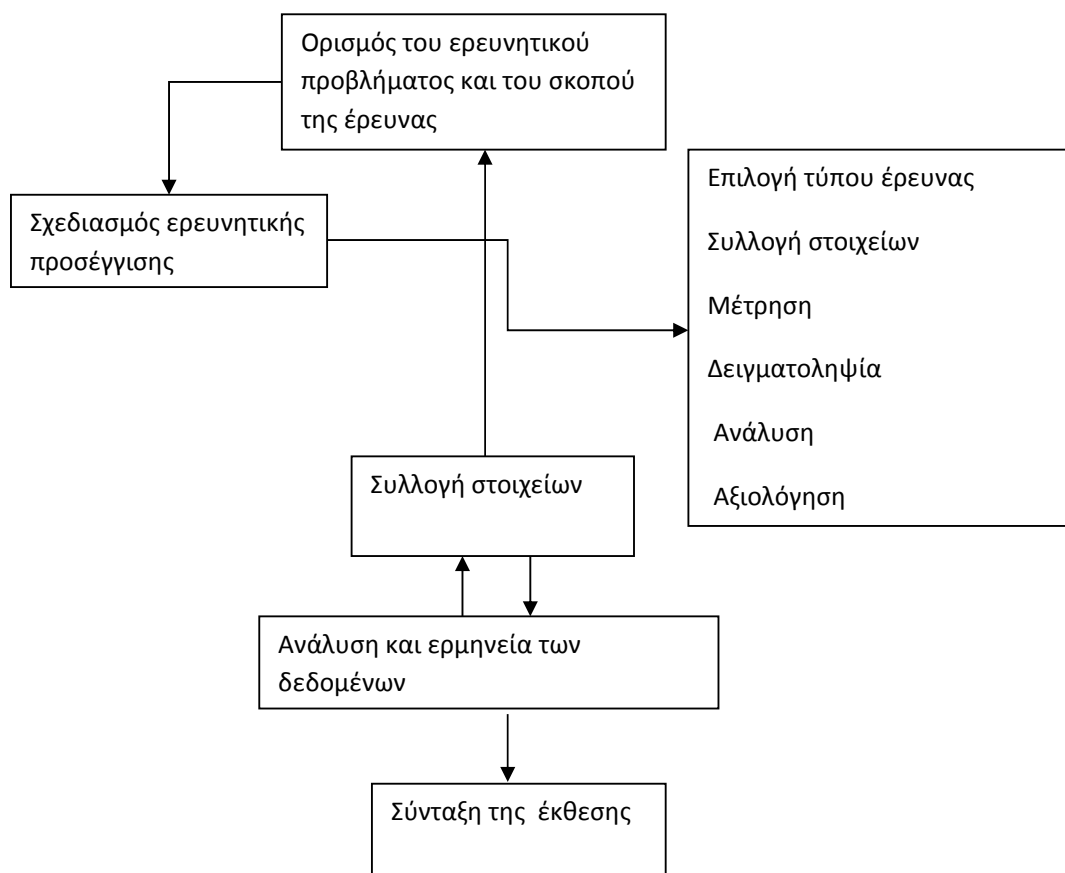 Ορισμός του ερευνητικού
προβλήματος και του σκοπού
της έρευνας
Σχεδιασμός ερευνητικής
προσέγγισης
Επιλογή τύπου έρευνας
Συλλογή στοιχείων
Μέτρηση
Δειγματοληψία
Ανάλυση
Αξιολόγηση
Συλλογή στοιχείων
Ανάλυση και ερμηνεία των
δεδομένων
Σύνταξη της έκθεσης